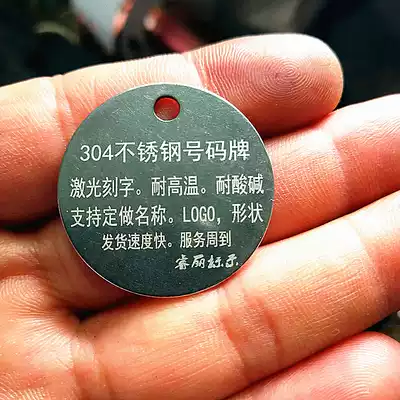 304不锈钢号码牌
激光刻字。耐高温。耐酸碱
支持定做名称。LOGO，形状
发货速度快。服务周到
睿丽标示